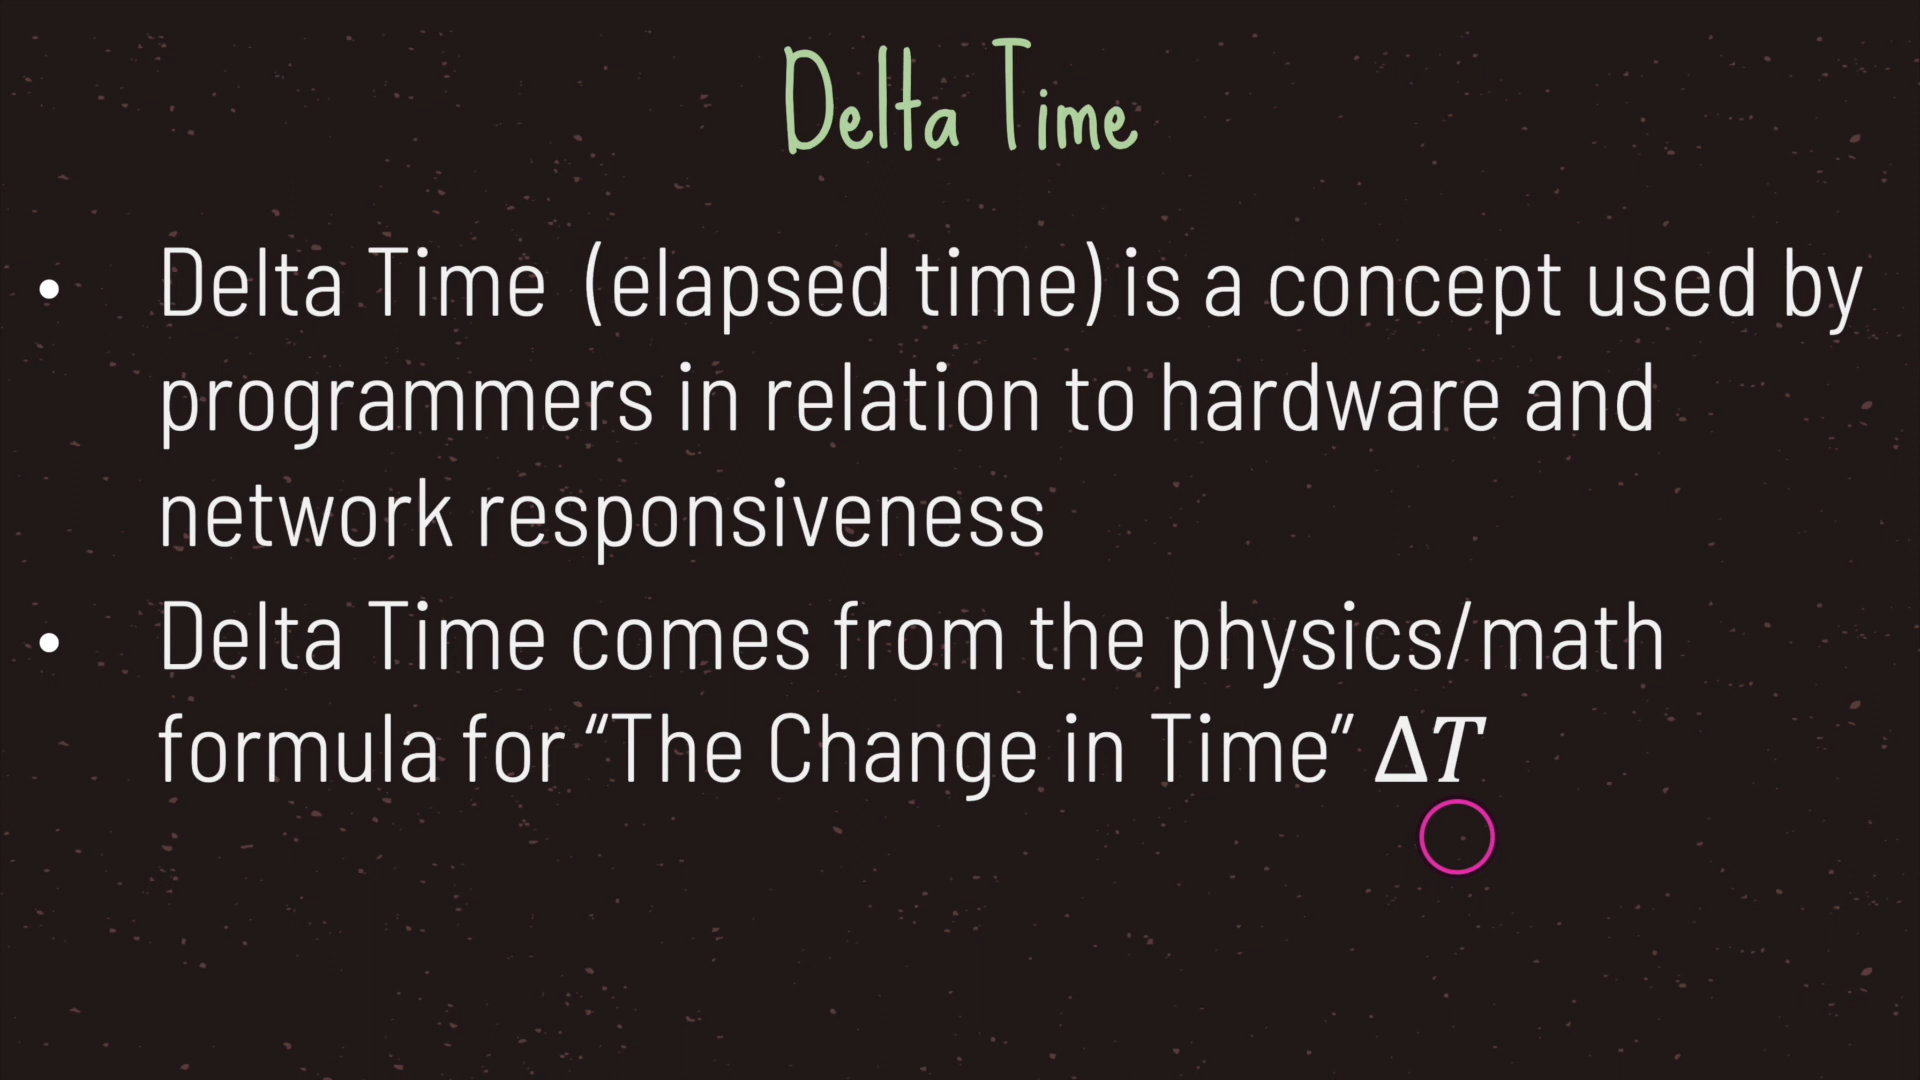 Delta Time
• Delta Time (elapsed time) is a concept used by
programmers in relation to hardware and
network responsiveness
• Delta Time comes from the physics/math
formula for “The Change in Time” ΔT